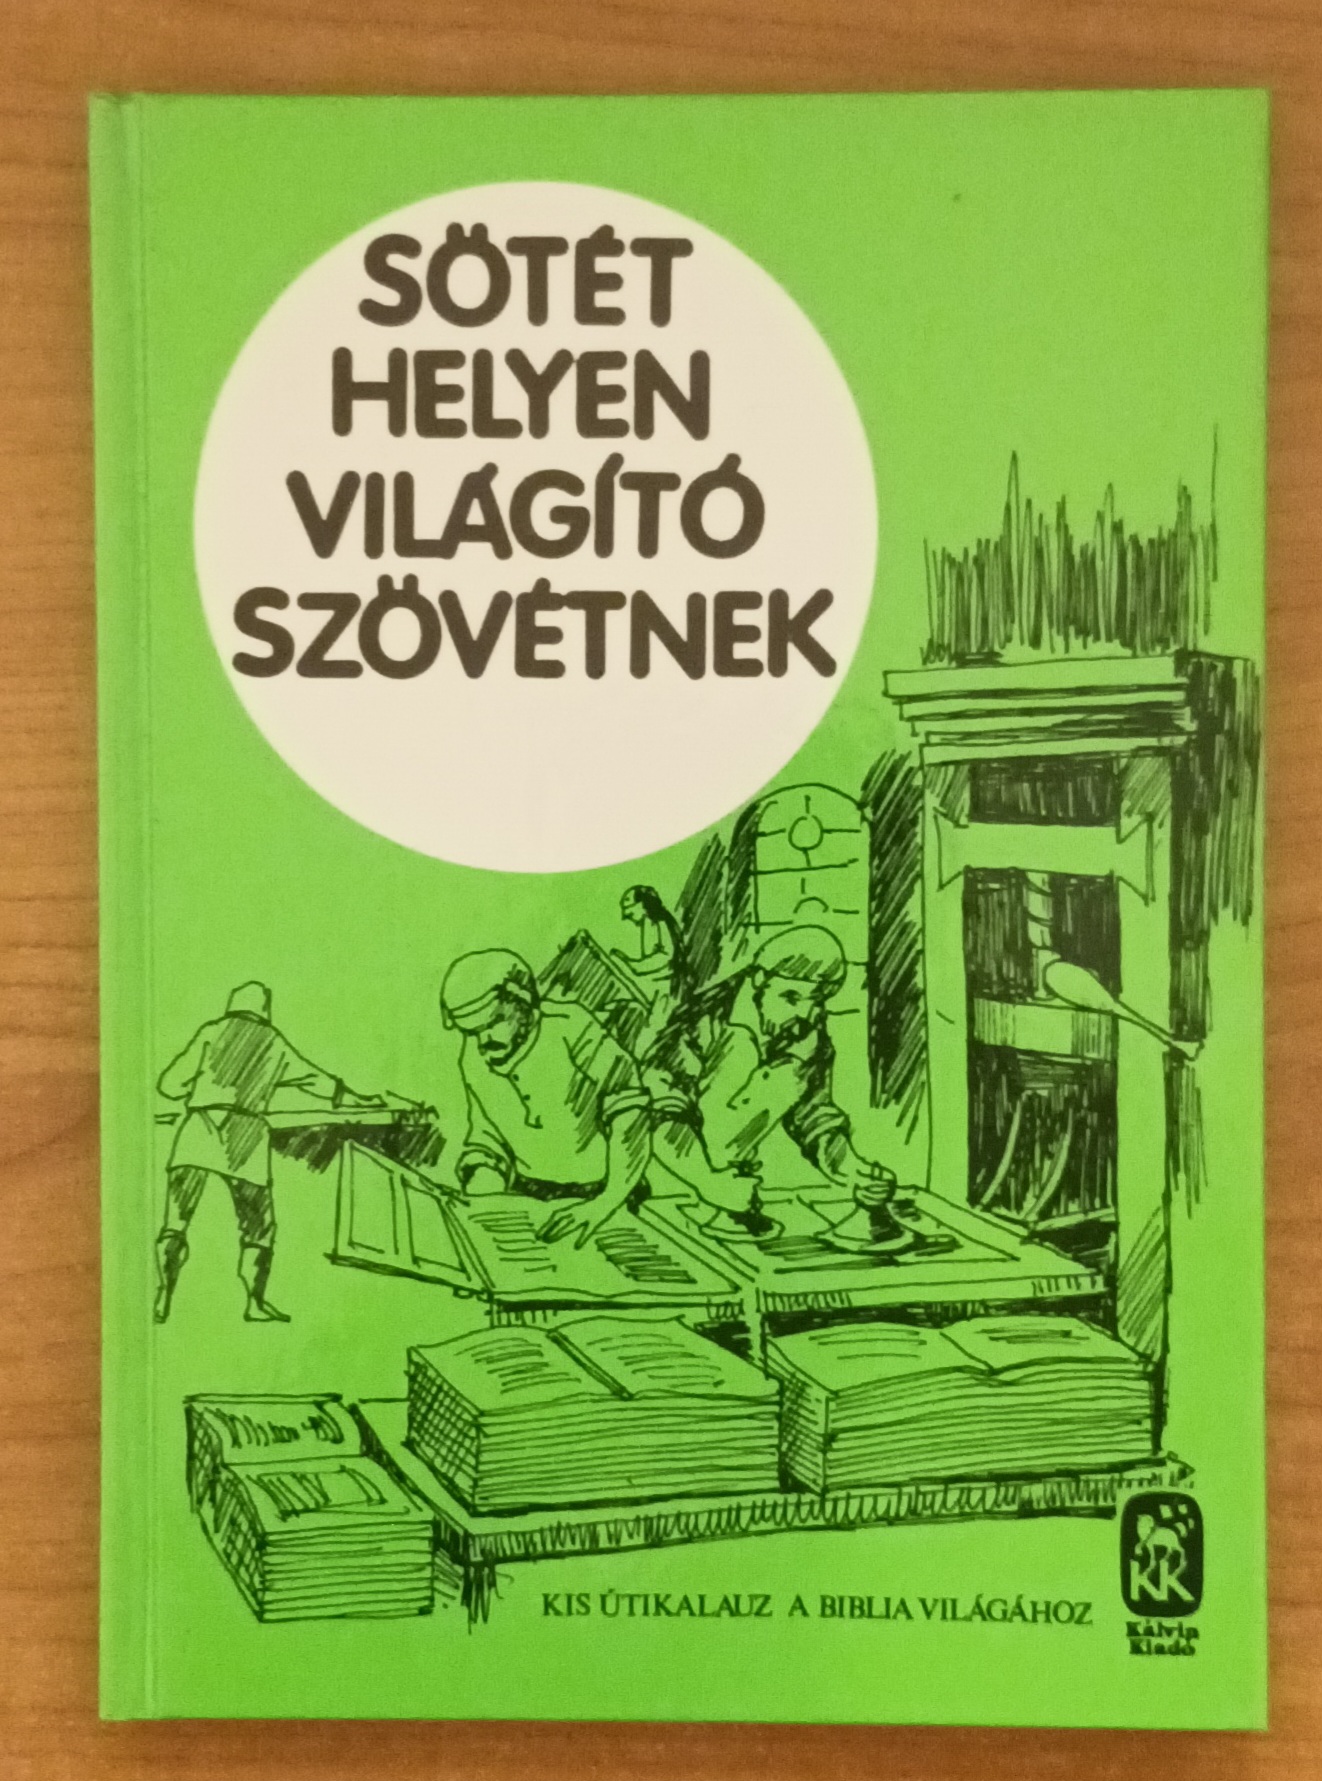 SÖTÉT
HELYEN
VILÁGÍTÓ
SZÖVÉTNEK
KIS ÚTIKALAUZ A BIBLIA VILÁGÁHOZ
KK
Kálvin
Kiadó